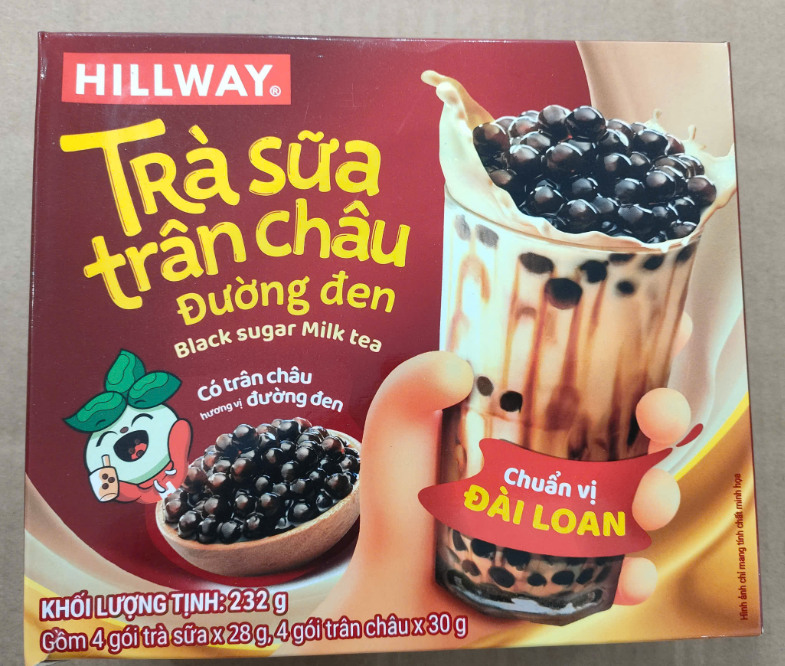 HILLWAY®
Trà sữa
trân châu
Đường đen
Black sugar Milk tea
Có trân châu
hương vị đường đen
Chuẩn vị
ĐÀI LOAN
KHỐI LƯỢNG TỊNH: 232 g
Gồm 4 gói trà sữa x 28 g, 4 gói trân châu x 30 g
Hình ảnh chỉ mang tính chất minh họa